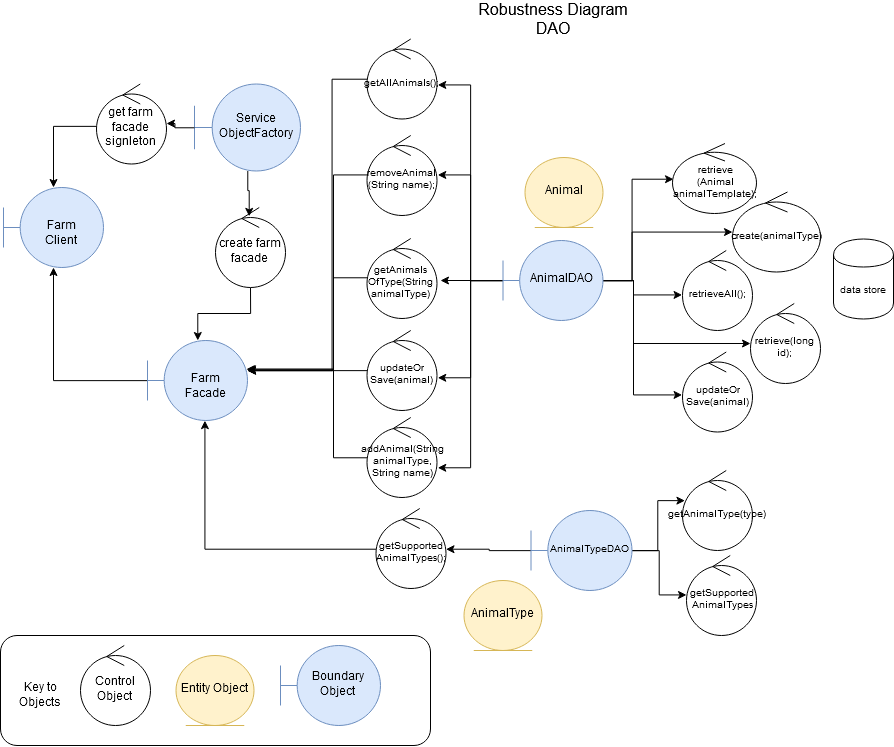 Robustness Diagram
DAO
getAllAnimals();
get farm
facade
signleton
Service
ObjectFactory
removeAnimal
(String name);
Animal
retrieve
(Animal
animalTemplate);
Farm
Client
create farm
facade
create(animalType)
getAnimals
OfType(String
animalType)
AnimalDAO
retrieveAll();
data store
retrieve(long
id);
Farm
Facade
updateOr
Save(animal)
updateOr
Save(animal)
addAnimal(String
animalType,
String name)
getAnimalType(type)
getSupported
AnimalTypes();
AnimalTypeDAO
getSupported
AnimalTypes
AnimalType
Key to
Objects
Control
Object
Entity Object
Boundary
Object